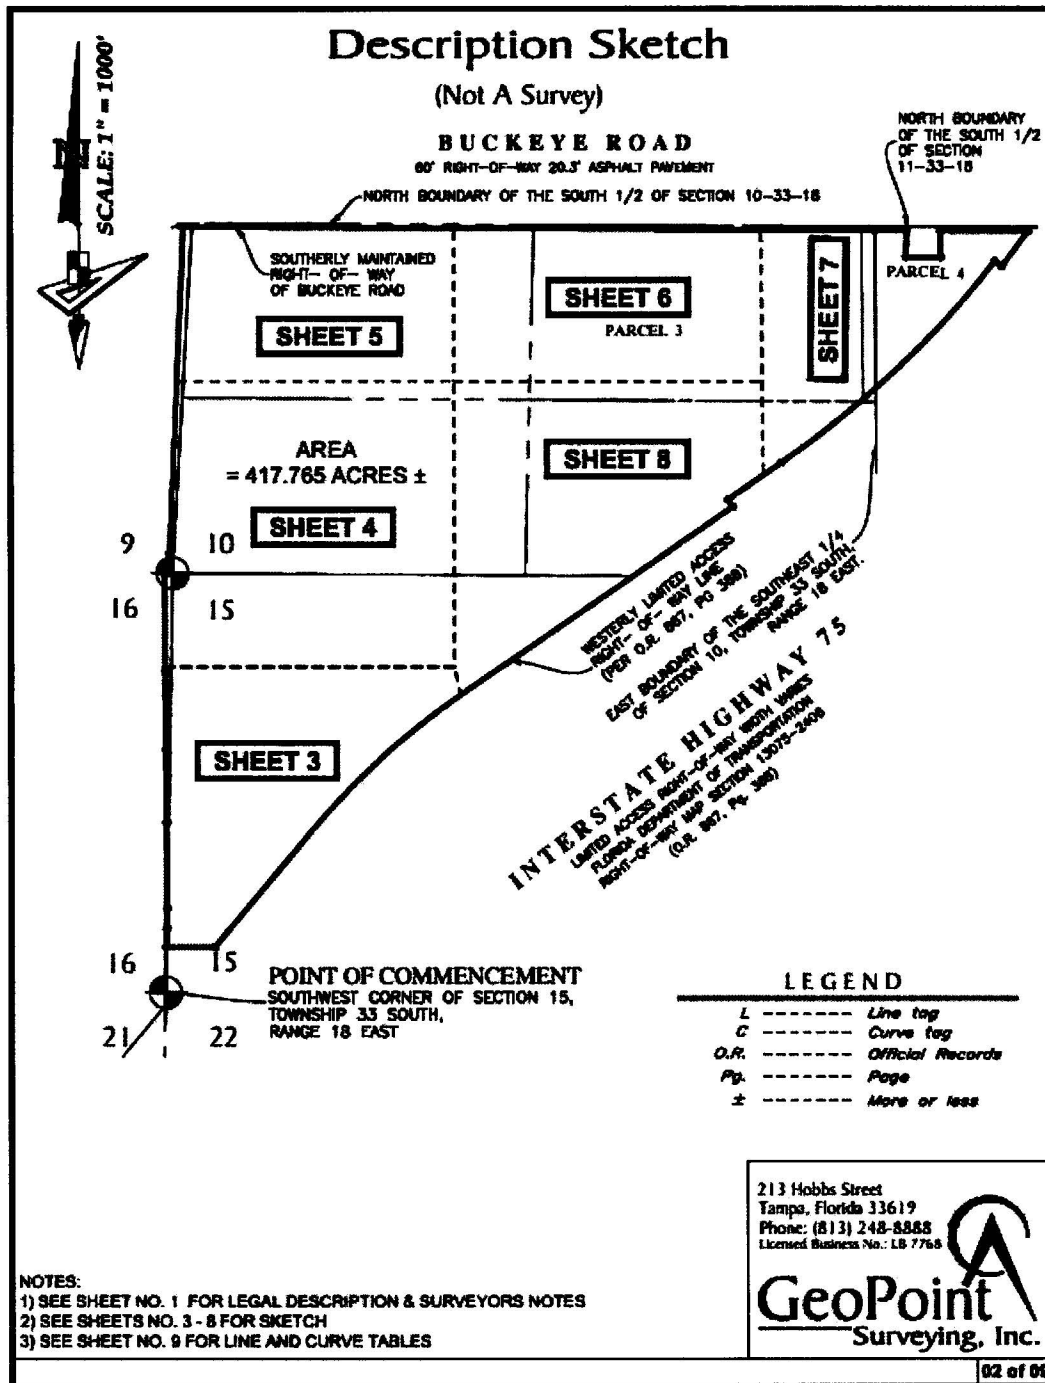 Description Sketch
(Not A Survey)
SCALE: 1" = 1000'
N
BUCKEYE ROAD
60' RIGHT-OF-WAY 20.3' ASPHALT PAVEMENT
NORTH BOUNDARY OF THE SOUTH 1/2 OF SECTION 10-33-18
NORTH BOUNDARY
OF THE SOUTH 1/2
OF SECTION
11-33-18
SOUTHERLY MAINTAINED
RIGHT- OF- WAY
OF BUCKEYE ROAD
SHEET 5
SHEET 6
PARCEL 3
SHEET 7
PARCEL 4
AREA
= 417.765 ACRES ±
SHEET 4
SHEET 8
9
10
16
15
WESTERLY LIMITED ACCESS
RIGHT- OF- WAY LINE
(PER O.R. 867, PG 388)
EAST BOUNDARY OF THE SOUTHEAST 1/4
OF SECTION 10, TOWNSHIP 33 SOUTH,
RANGE 18 EAST.
INTERSTATE HIGHWAY 75
LIMITED ACCESS RIGHT-OF-WAY WIDTH VARIES
FLORIDA DEPARTMENT OF TRANSPORTATION
RIGHT-OF-WAY MAP SECTION 13075-2406
(O.R. 867, Pg. 388)
SHEET 3
16
15
21
22
POINT OF COMMENCEMENT
SOUTHWEST CORNER OF SECTION 15,
TOWNSHIP 33 SOUTH,
RANGE 18 EAST
LEGEND
L ------- Line tag
C ------- Curve tag
O.R. ------- Official Records
Pg. ------- Page
± ------- More or less
213 Hobbs Street
Tampa, Florida 33619
Phone: (813) 248-8888
Licensed Business No.: LB 7768
GeoPoint
Surveying, Inc.
NOTES:
1) SEE SHEET NO. 1 FOR LEGAL DESCRIPTION & SURVEYORS NOTES
2) SEE SHEETS NO. 3 - 8 FOR SKETCH
3) SEE SHEET NO. 9 FOR LINE AND CURVE TABLES
02 of 09